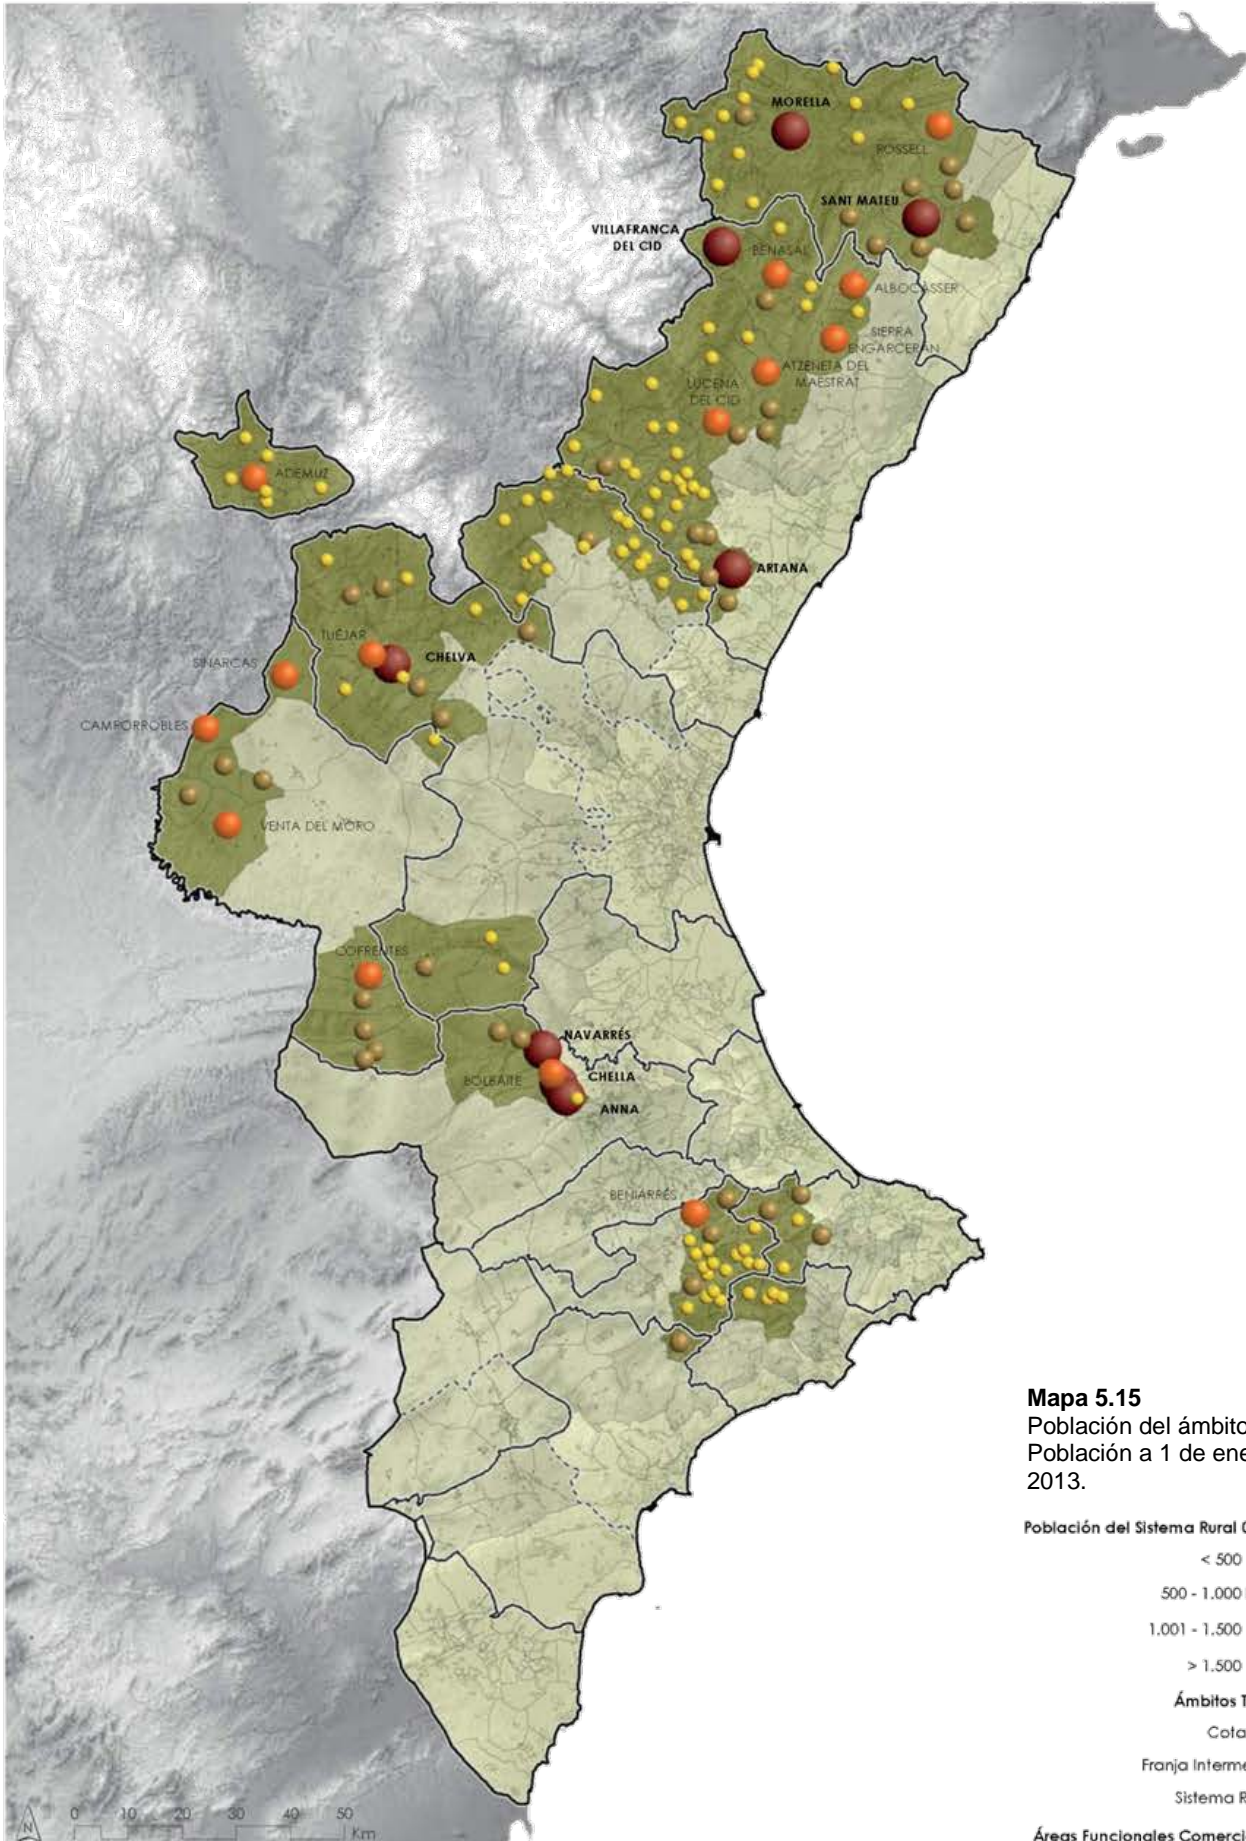 MORELLA
ROSSELL
SANT MATEU
VILLAFRANCA
DEL CID
BENASAL
ALBOCÀSSER
SIERRA
ENGARCERÁN
ATZENETA DEL
MAESTRAT
LUCENA
DEL CID
ADEMUZ
ARTANA
TUÉJAR
CHELVA
SINARCAS
CAMPORROBLES
VENTA DEL MORO
COFRENTES
NAVARRÉS
CHELLA
BOLBAITE
ANNA
BENIARRÉS
Mapa 5.15
Población del ámbito
Población a 1 de ene
2013.
Población del Sistema Rural
< 500
500 - 1.000
1.001 - 1.500
> 1.500
Ámbitos T
Cota
Franja Interme
Sistema R
Áreas Funcionales Comerci
N
0 10 20 30 40 50
Km